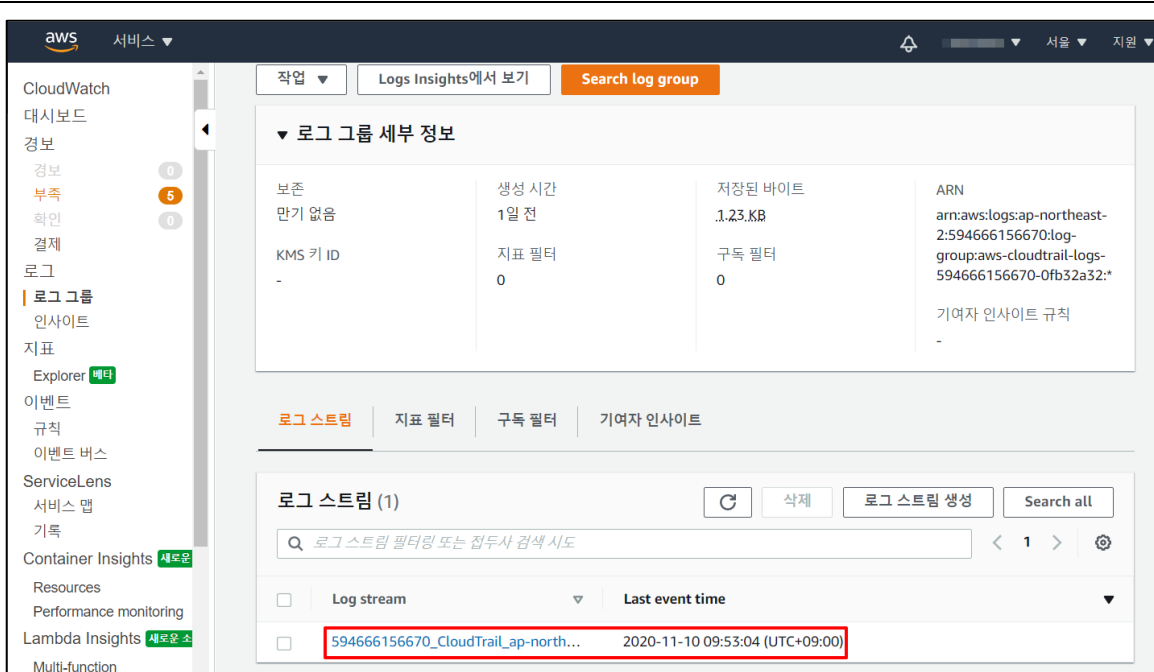 aws 서비스 ▼ 서울 ▼ 지원 ▼
CloudWatch
대시보드
경보
경보 0
부족 5
확인 0
결제
로그
로그 그룹
인사이트
지표
Explorer 베타
이벤트
규칙
이벤트 버스
ServiceLens
서비스 맵
기록
Container Insights 새로운
Resources
Performance monitoring
Lambda Insights 새로운 소
Multi-function
작업 ▼ Logs Insights에서 보기 Search log group
▼ 로그 그룹 세부 정보
보존
만기 없음
KMS 키 ID
-
생성 시간
1일 전
지표 필터
0
저장된 바이트
1.23 KB
구독 필터
0
ARN
arn:aws:logs:ap-northeast-
2:594666156670:log-
group:aws-cloudtrail-logs-
594666156670-0fb32a32:*
기여자 인사이트 규칙
-
로그 스트림 지표 필터 구독 필터 기여자 인사이트
로그 스트림 (1) 삭제 로그 스트림 생성 Search all
로그 스트림 필터링 또는 접두사 검색 시도 < 1 >
Log stream Last event time
594666156670_CloudTrail_ap-north... 2020-11-10 09:53:04 (UTC+09:00)